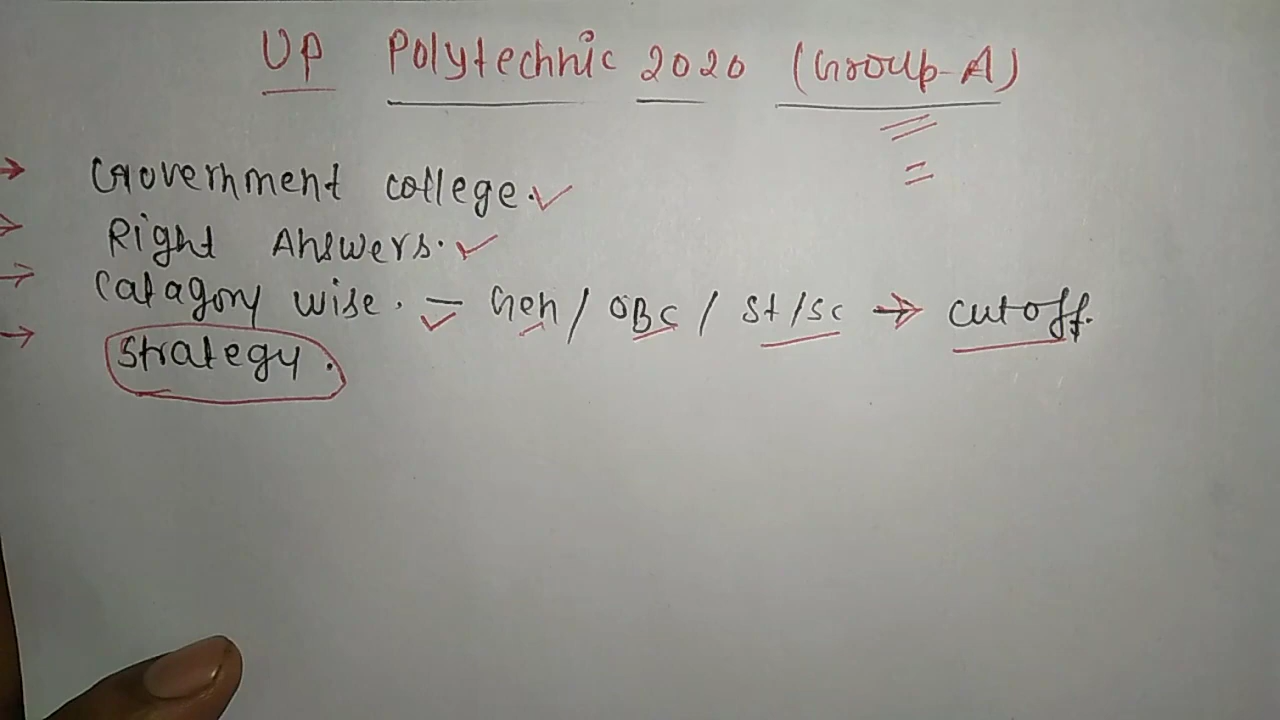 UP Polytechnic 2020 (Group-A)
→ Government college.✓
→ Right Answers.✓
→ Catagory wise. – Gen / OBC / St/Sc → cutoff.
→ Strategy.